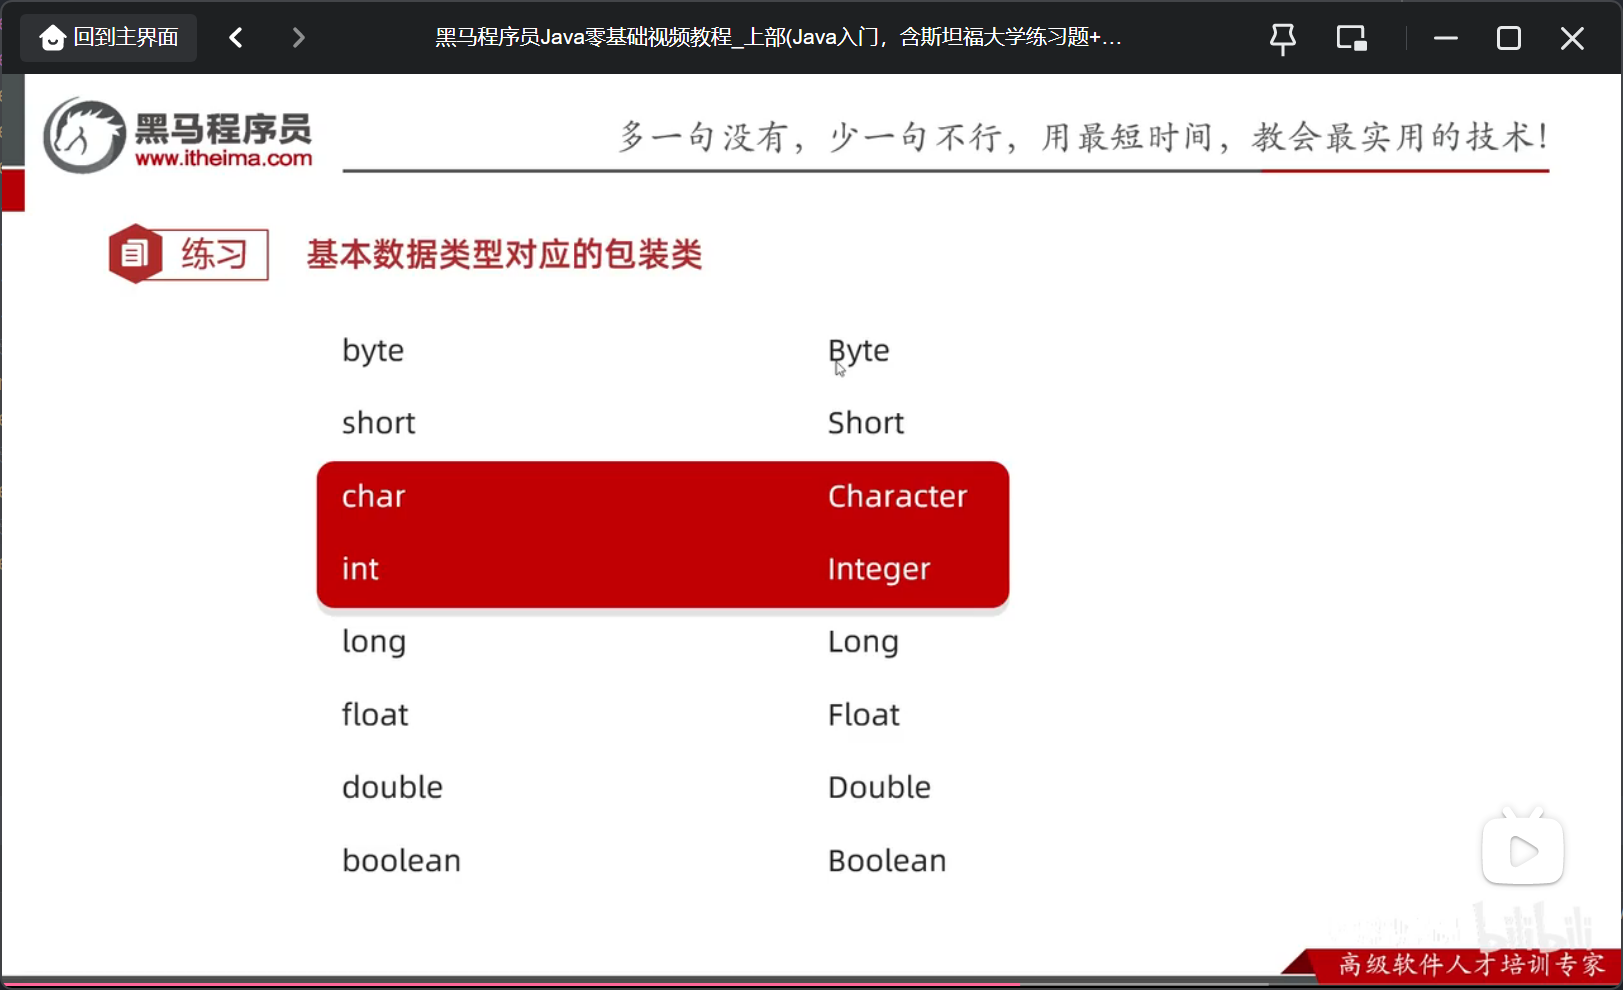 回到主界面
黑马程序员Java零基础视频教程_上部(Java入门，含斯坦福大学练习题+...
黑马程序员
www.itheima.com
多一句没有，少一句不行，用最短时间，教会最实用的技术！
练习
基本数据类型对应的包装类
byte Byte
short Short
char Character
int Integer
long Long
float Float
double Double
boolean Boolean
bilibili
高级软件人才培训专家